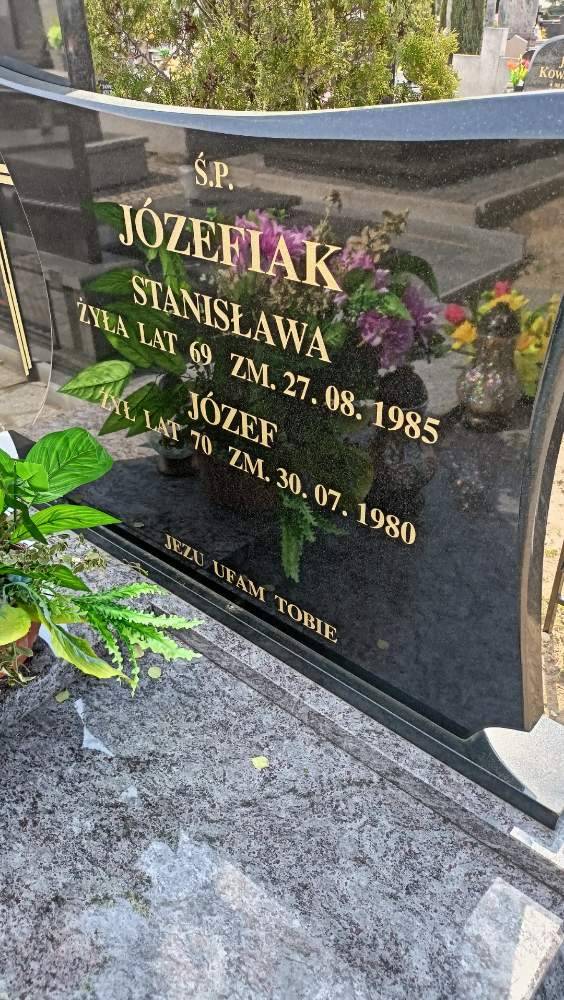 Ś.P.
JÓZEFIAK
STANISŁAWA
ŻYŁA LAT 69 ZM. 27.08.1985
JÓZEF
ŻYŁ LAT 70 ZM. 30.07.1980
JEZU UFAM TOBIE